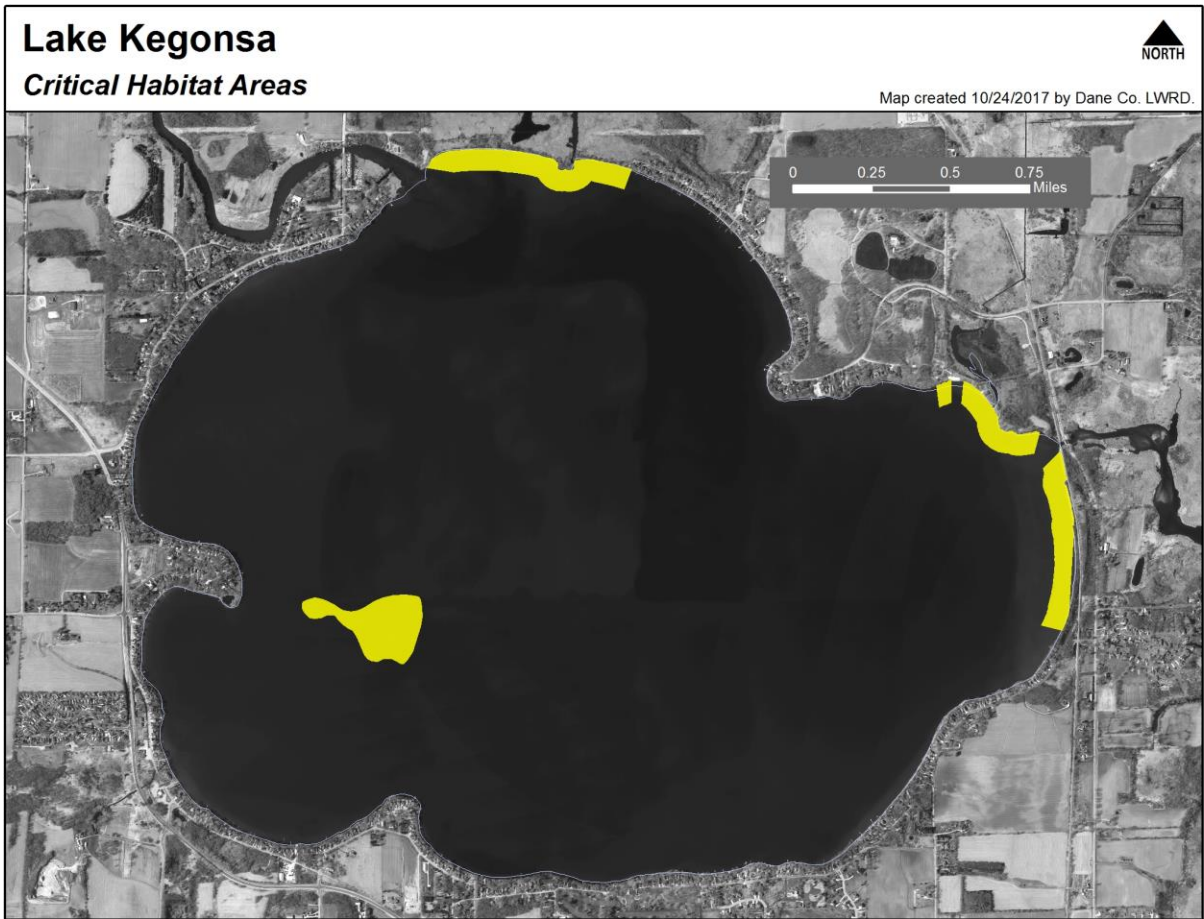 Lake Kegonsa
Critical Habitat Areas
NORTH
Map created 10/24/2017 by Dane Co. LWRD.
0 0.25 0.5 0.75
Miles